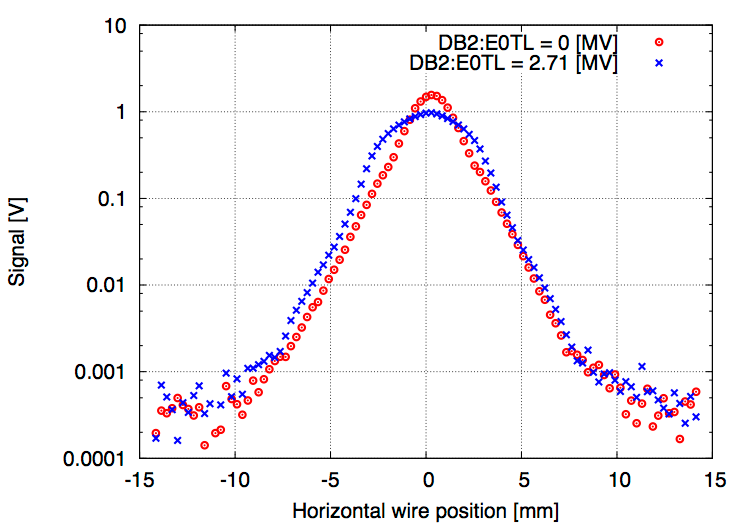 10
DB2:E0TL = 0 [MV]
DB2:E0TL = 2.71 [MV]
1
0.1
Signal [V]
0.01
0.001
0.0001
-15 -10 -5 0 5 10 15
Horizontal wire position [mm]